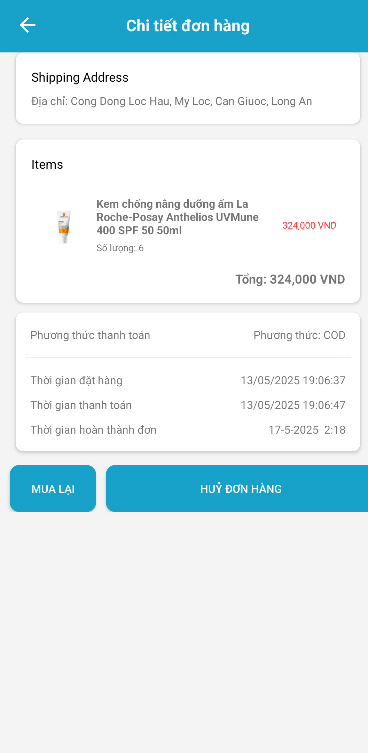 Chi tiết đơn hàng
Shipping Address
Địa chỉ: Cong Dong Loc Hau, My Loc, Can Giuoc, Long An
Items
Kem chống nắng dưỡng ẩm La
Roche-Posay Anthelios UVMune
400 SPF 50 50ml
324,000 VND
Số lượng: 6
Tổng: 324,000 VND
Phương thức thanh toán Phương thức: COD
Thời gian đặt hàng 13/05/2025 19:06:37
Thời gian thanh toán 13/05/2025 19:06:47
Thời gian hoàn thành đơn 17-5-2025 2:18
MUA LẠI HUỶ ĐƠN HÀNG